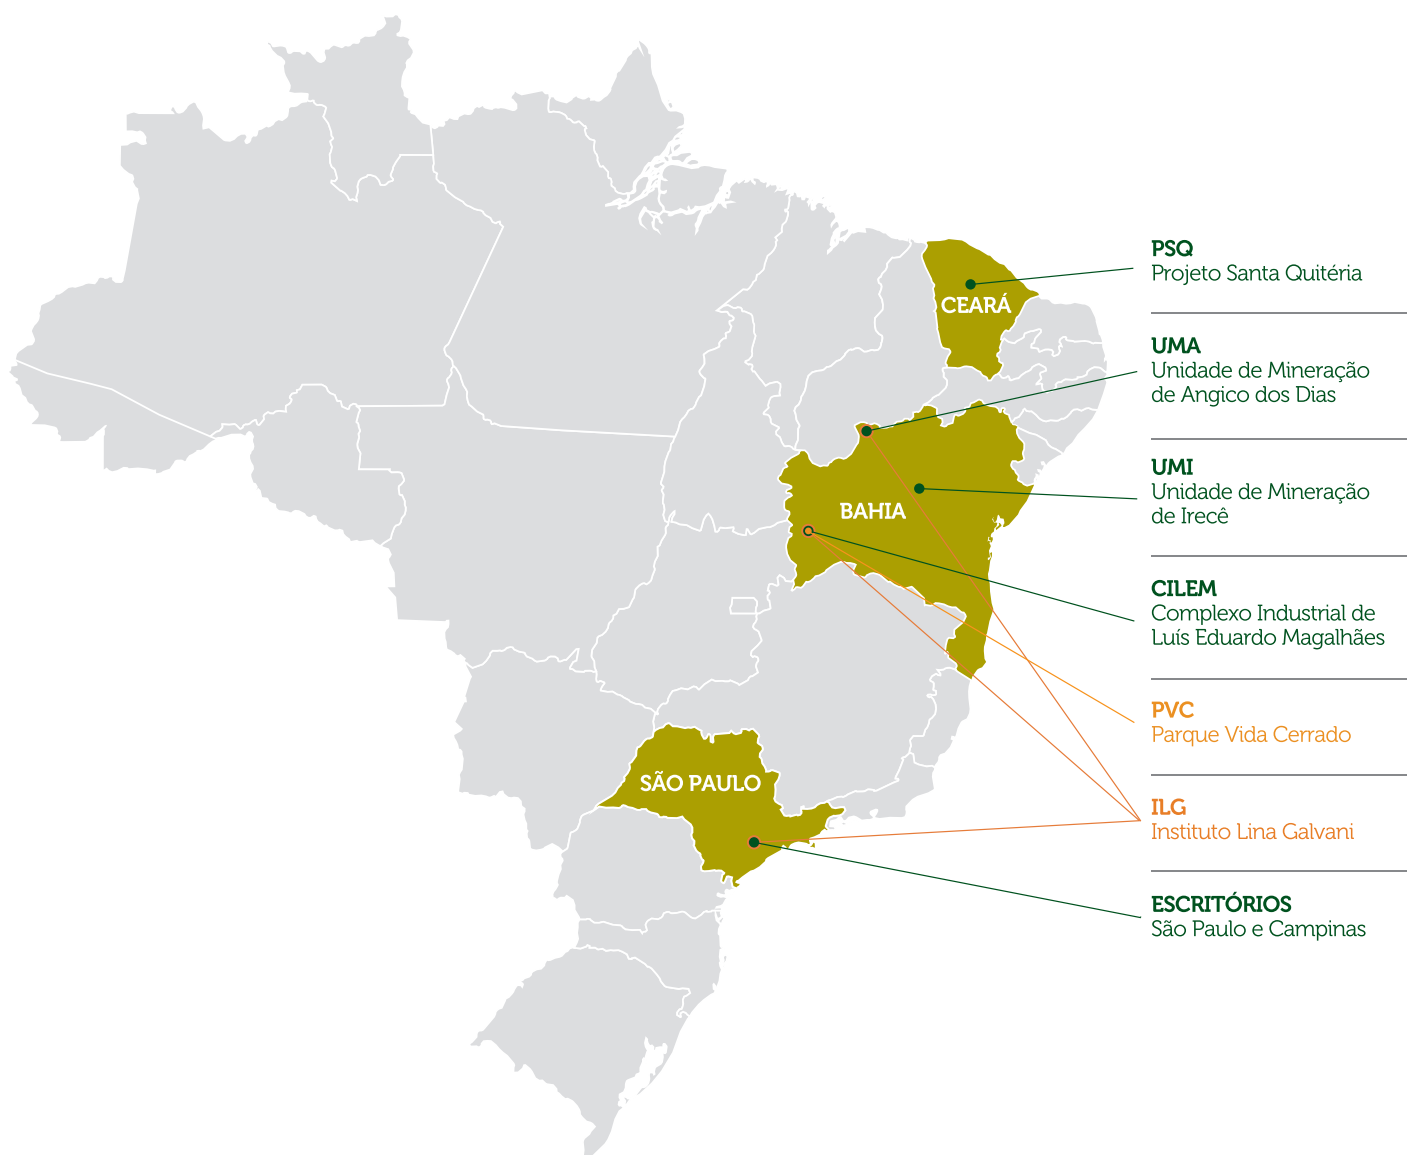 CEARÁ
BAHIA
SÃO PAULO
PSQ
Projeto Santa Quitéria
UMA
Unidade de Mineração
de Angico dos Dias
UMI
Unidade de Mineração
de Irecê
CILEM
Complexo Industrial de
Luís Eduardo Magalhães
PVC
Parque Vida Cerrado
ILG
Instituto Lina Galvani
ESCRITÓRIOS
São Paulo e Campinas